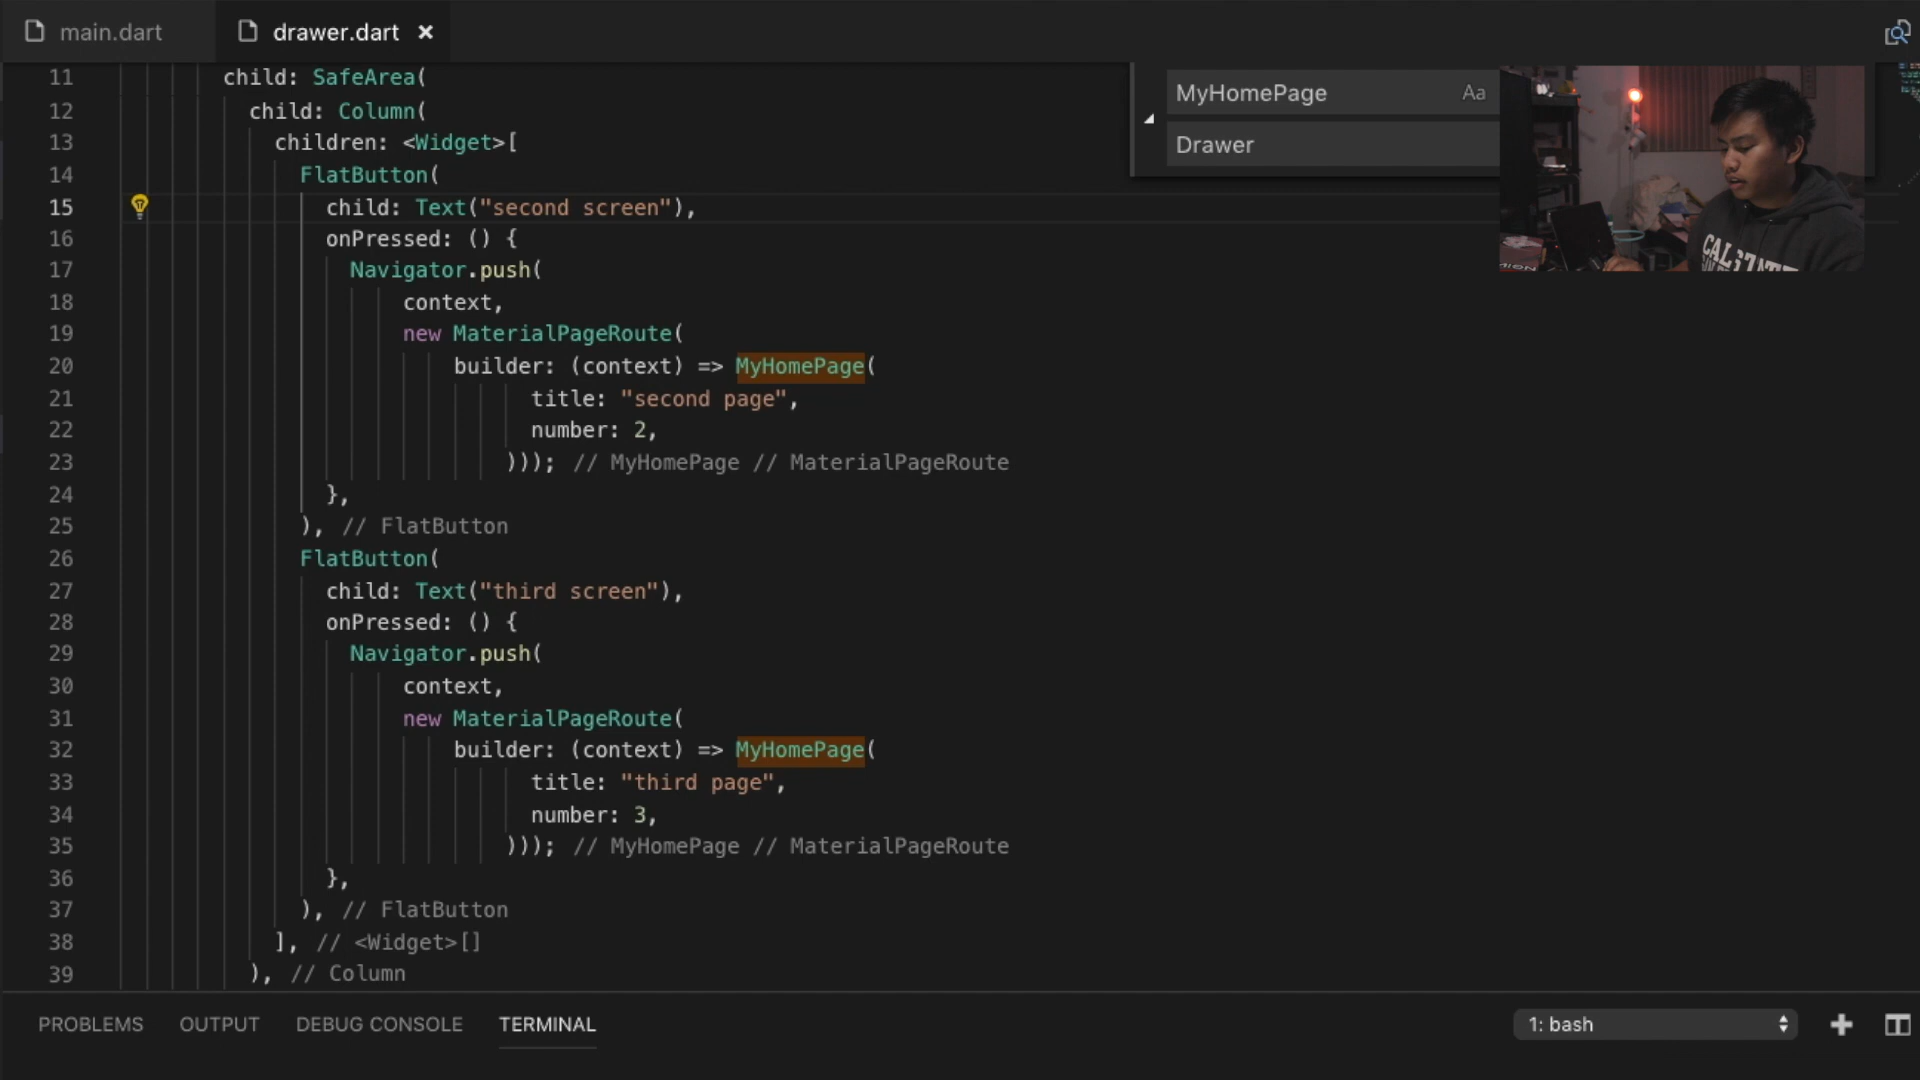 main.dart
drawer.dart ×
MyHomePage Aa
Drawer
11 child: SafeArea(
12 child: Column(
13 children: <Widget>[
14 FlatButton(
15 child: Text("second screen"),
16 onPressed: () {
17 Navigator.push(
18 context,
19 new MaterialPageRoute(
20 builder: (context) => MyHomePage(
21 title: "second page",
22 number: 2,
23 ))); // MyHomePage // MaterialPageRoute
24 },
25 ), // FlatButton
26 FlatButton(
27 child: Text("third screen"),
28 onPressed: () {
29 Navigator.push(
30 context,
31 new MaterialPageRoute(
32 builder: (context) => MyHomePage(
33 title: "third page",
34 number: 3,
35 ))); // MyHomePage // MaterialPageRoute
36 },
37 ), // FlatButton
38 ], // <Widget>[]
39 ), // Column
PROBLEMS OUTPUT DEBUG CONSOLE TERMINAL 1: bash